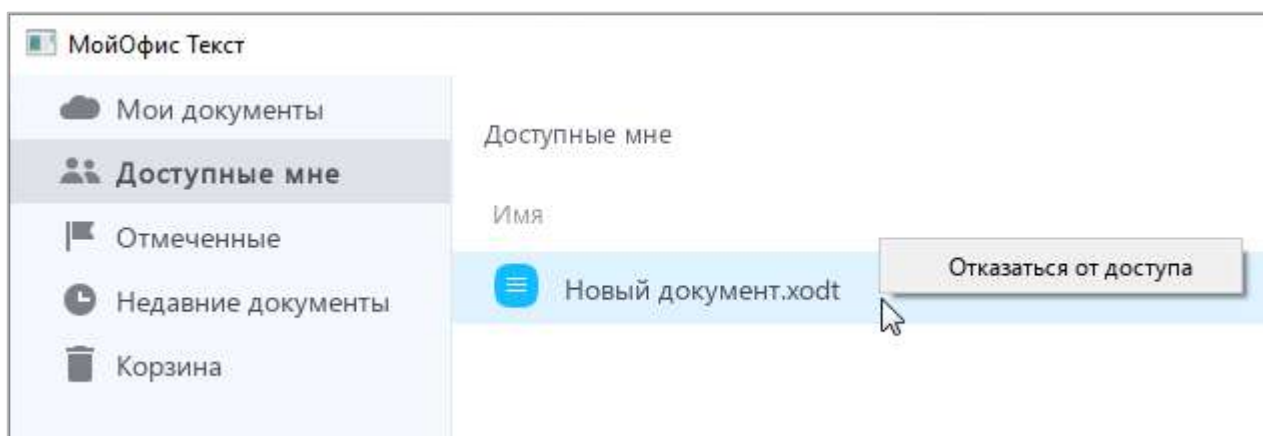 МойОфис Текст
Мои документы
Доступные мне
Отмеченные
Недавние документы
Корзина
Доступные мне
Имя
Новый документ.xodt
Отказаться от доступа